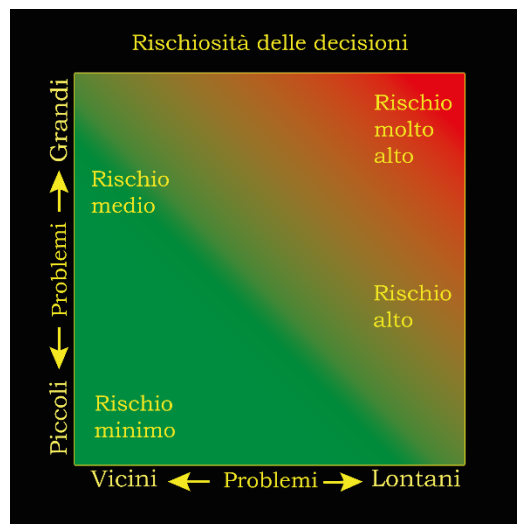 Rischiosità delle decisioni
Grandi
Problemi
Piccoli
Rischio
medio
Rischio
molto
alto
Rischio
alto
Rischio
minimo
Vicini
Problemi
Lontani